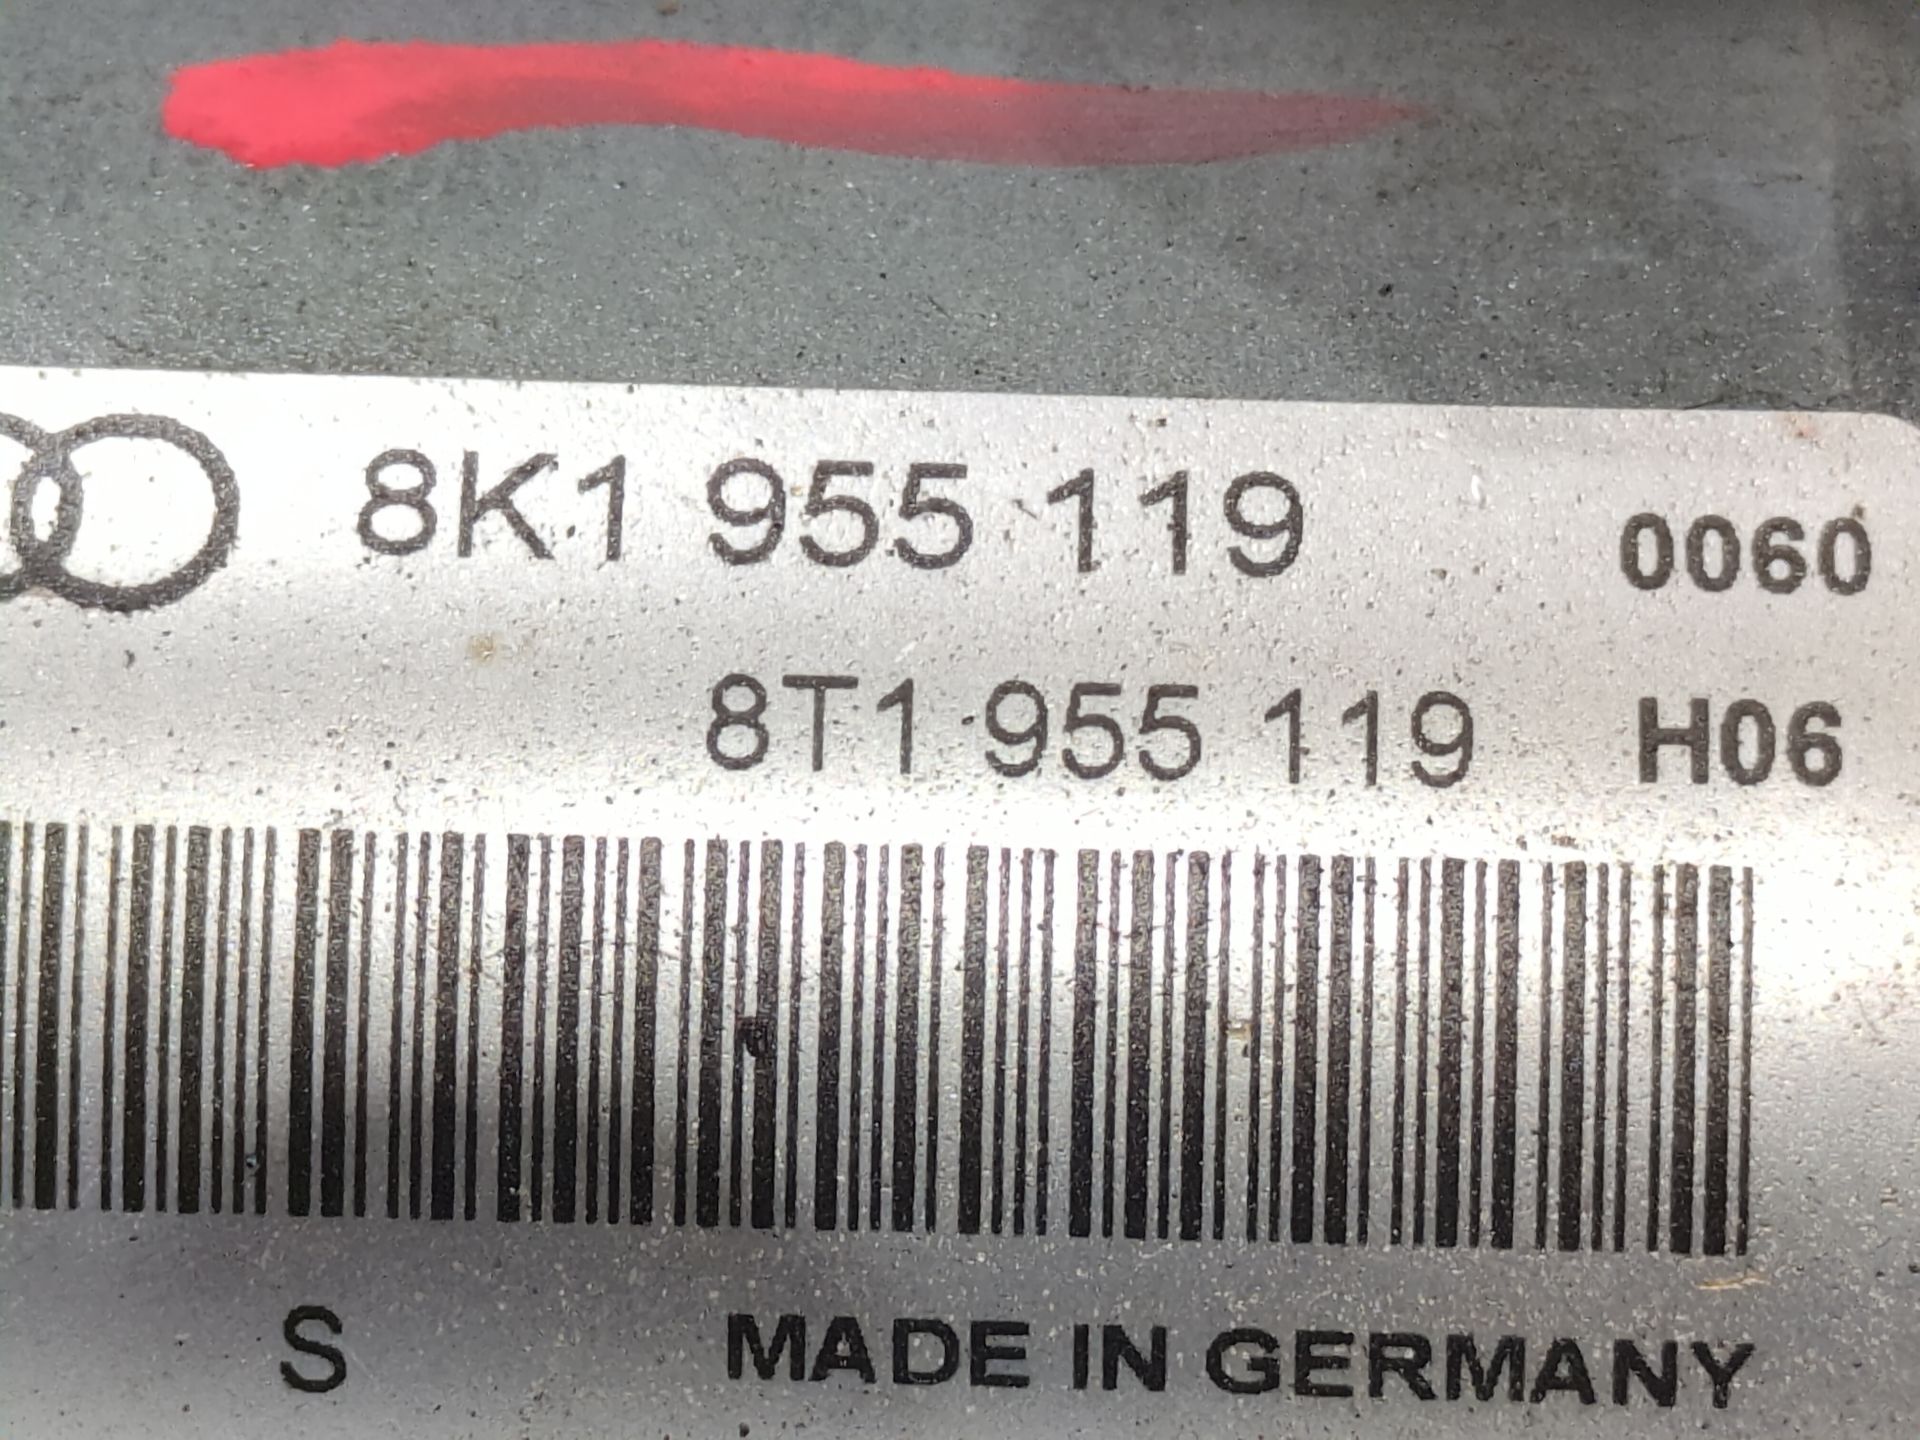 8K1 955 119 0060
8T1 955 119 H06
S MADE IN GERMANY